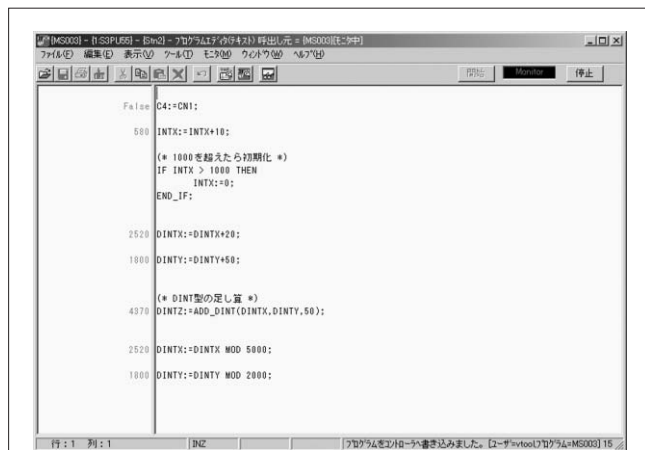 {MS003} - {1:S3PU55} - {Stn2} - プログラムエディタ(テキスト) 呼出し元 = {MS003}[モニタ中]
ファイル(F) 編集(E) 表示(V) ツール(T) モニタ(M) ウィンドウ(W) ヘルプ(H)
開始 Monitor 停止
False C4:=CN1;
580 INTX:=INTX+10;
(* 1000を超えたら初期化 *)
IF INTX > 1000 THEN
INTX:=0;
END_IF;
2520 DINTX:=DINTX+20;
1800 DINTY:=DINTY+50;
(* DINT型の足し算 *)
4370 DINTZ:=ADD_DINT(DINTX,DINTY,50);
2520 DINTX:=DINTX MOD 5000;
1800 DINTY:=DINTY MOD 2000;
行:1 列:1 INZ プログラムをコントローラへ書き込みました。[ユーザ=vtool,プログラム=MS003] 15